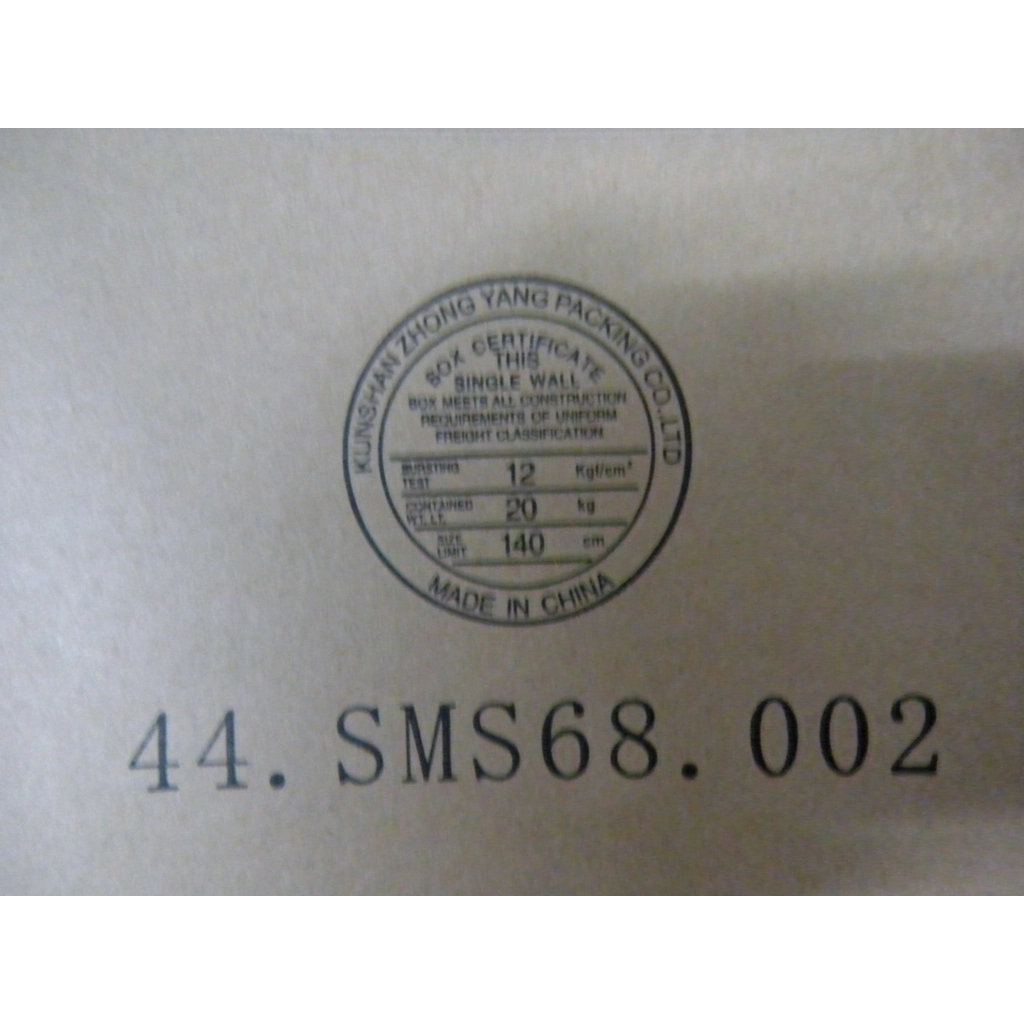 KUNSHAN ZHONG YANG PACKING CO.,LTD
BOX CERTIFICATE
THIS
SINGLE WALL
BOX MEETS ALL CONSTRUCTION
REQUIREMENTS OF UNIFORM
FREIGHT CLASSIFICATION
BURSTING TEST 12 Kgf/cm²
CONTAINED WT. LT. 20 kg
SIZE LIMIT 140 cm
MADE IN CHINA
44.SMS68.002